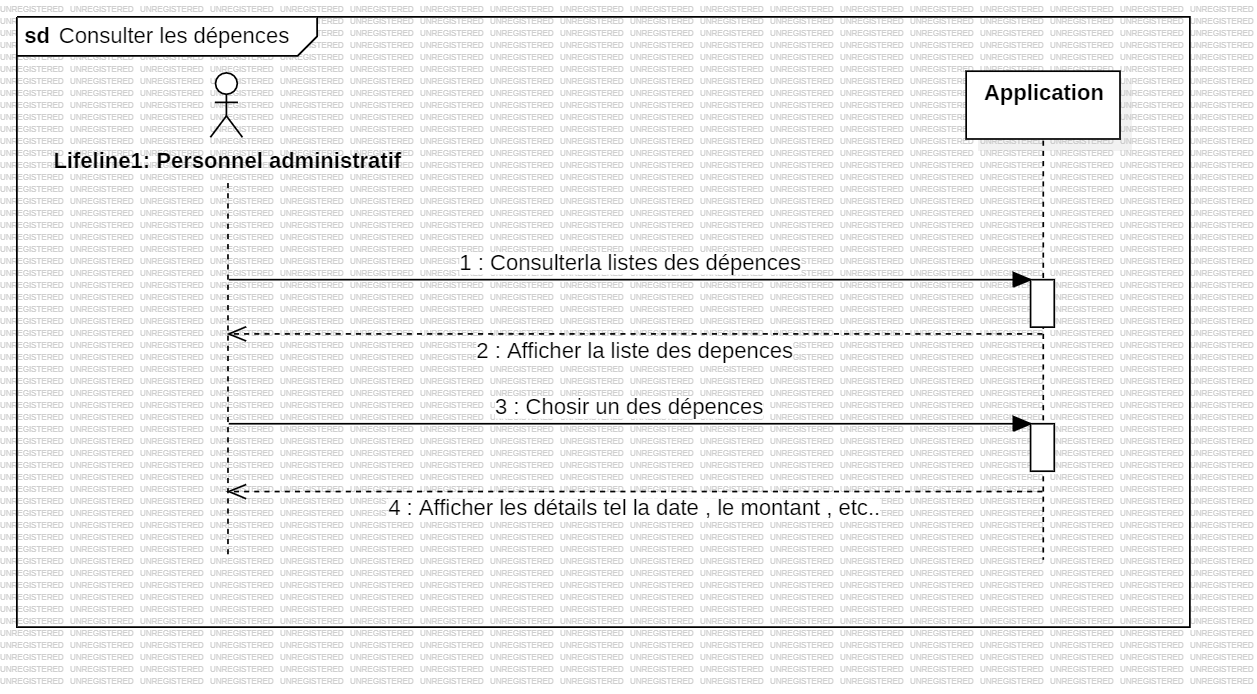 sd Consulter les dépences
Application
Lifeline1: Personnel administratif
1 : Consulterla listes des dépences
2 : Afficher la liste des depences
3 : Chosir un des dépences
4 : Afficher les détails tel la date , le montant , etc..
UNREGISTERED